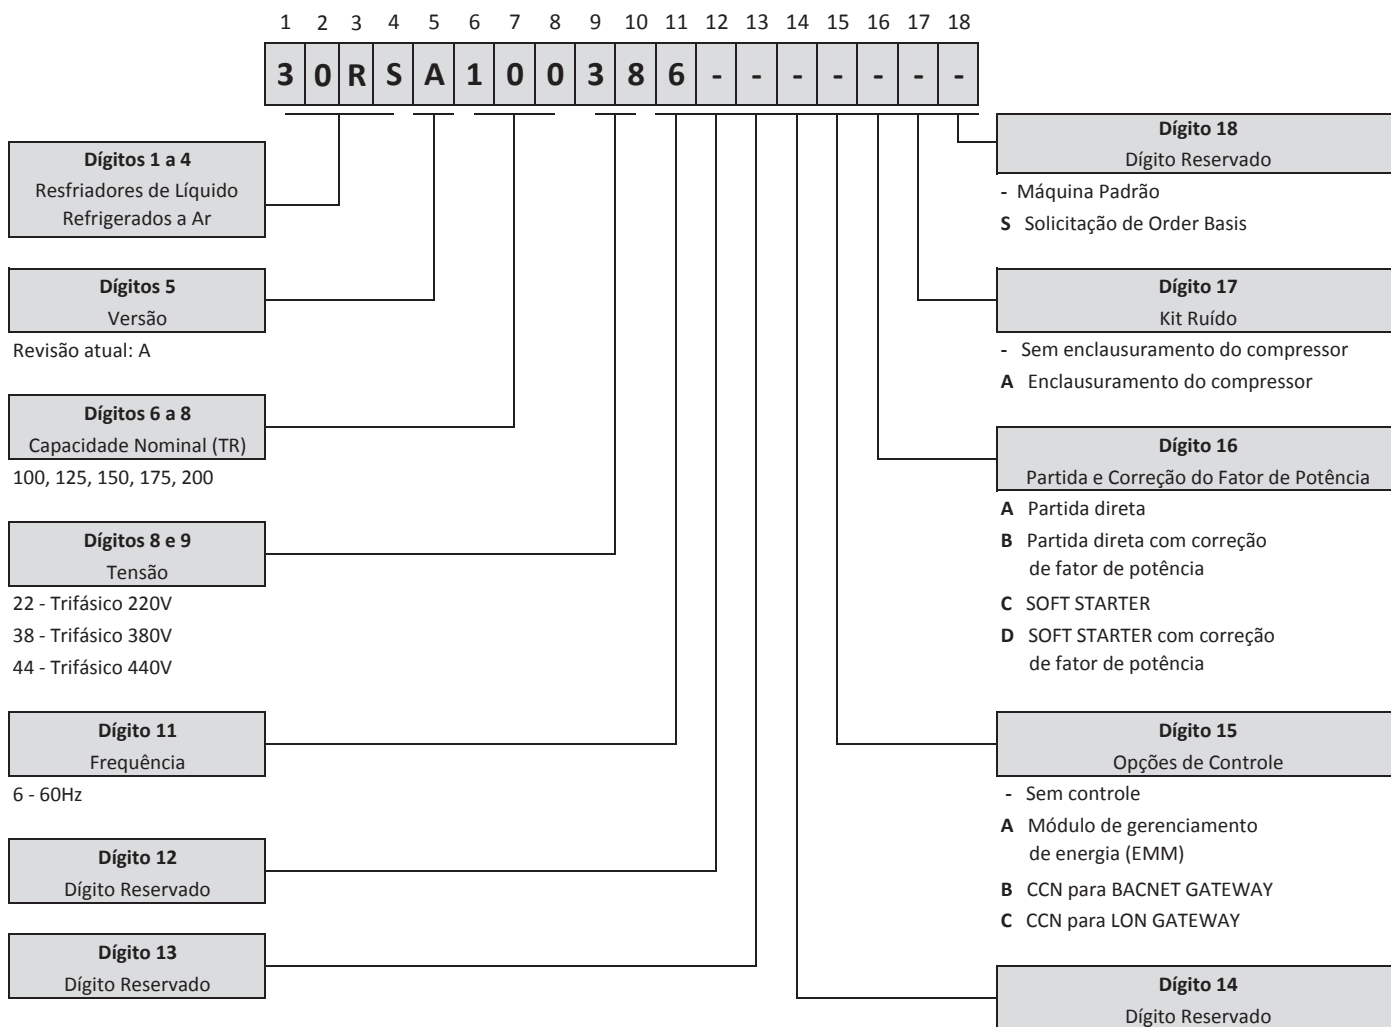 1 2 3 4 5 6 7 8 9 10 11 12 13 14 15 16 17 18
3 0 R S A 1 0 0 3 8 6 - - - - - - -
Dígitos 1 a 4
Resfriadores de Líquido
Refrigerados a Ar
Dígitos 5
Versão
Revisão atual: A
Dígitos 6 a 8
Capacidade Nominal (TR)
100, 125, 150, 175, 200
Dígitos 8 e 9
Tensão
22 - Trifásico 220V
38 - Trifásico 380V
44 - Trifásico 440V
Dígito 11
Frequência
6 - 60Hz
Dígito 12
Dígito Reservado
Dígito 13
Dígito Reservado
Dígito 18
Dígito Reservado
- Máquina Padrão
S Solicitação de Order Basis
Dígito 17
Kit Ruído
- Sem enclausuramento do compressor
A Enclausuramento do compressor
Dígito 16
Partida e Correção do Fator de Potência
A Partida direta
B Partida direta com correção
de fator de potência
C SOFT STARTER
D SOFT STARTER com correção
de fator de potência
Dígito 15
Opções de Controle
- Sem controle
A Módulo de gerenciamento
de energia (EMM)
B CCN para BACNET GATEWAY
C CCN para LON GATEWAY
Dígito 14
Dígito Reservado